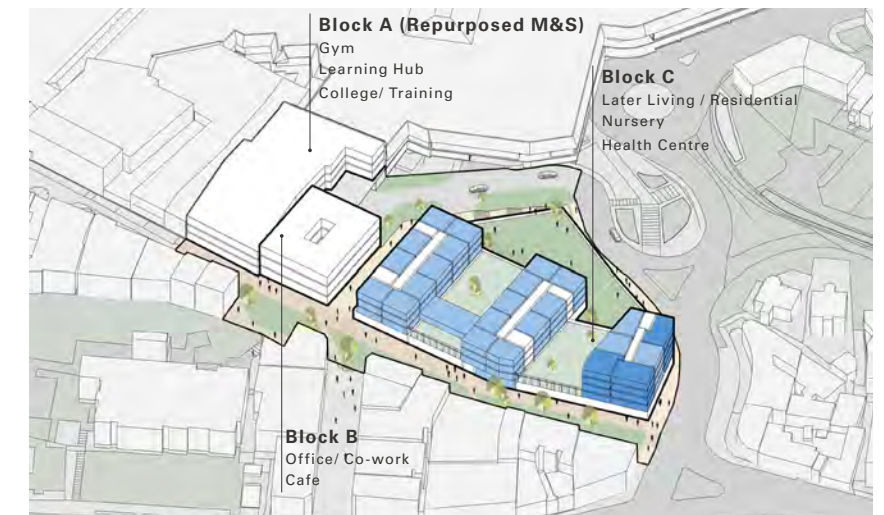 Block A (Repurposed M&S)
Gym
Learning Hub
College/ Training
Block C
Later Living / Residential
Nursery
Health Centre
Block B
Office/ Co-work
Cafe